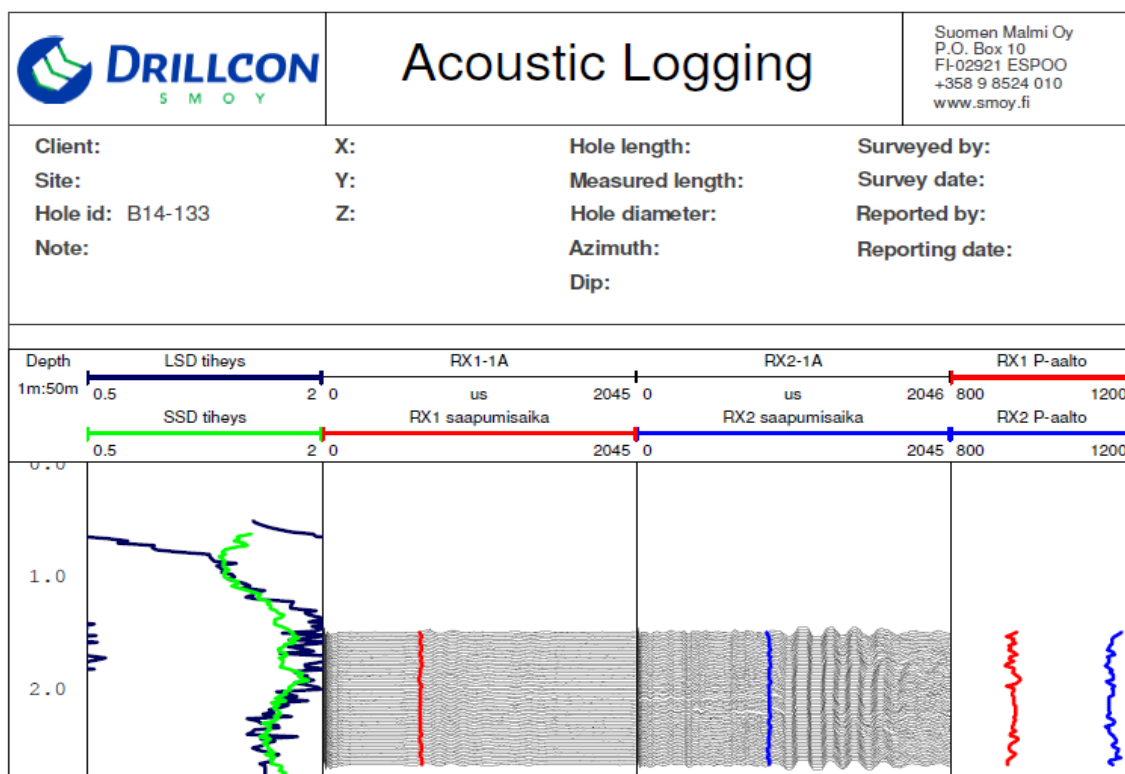 DRILLCON
SMOY
Acoustic Logging
Suomen Malmi Oy
P.O. Box 10
FI-02921 ESPOO
+358 9 8524 010
www.smoy.fi
Client:
Site:
Hole id: B14-133
Note:
X:
Y:
Z:
Hole length:
Measured length:
Hole diameter:
Azimuth:
Dip:
Surveyed by:
Survey date:
Reported by:
Reporting date:
Depth LSD tiheys RX1-1A RX2-1A RX1 P-aalto
1m:50m 0.5 2 0 us 2045 0 us 2046 800 1200
SSD tiheys RX1 saapumisaika RX2 saapumisaika RX2 P-aalto
0.5 2 0 2045 0 2045 800 1200
0.0
1.0
2.0